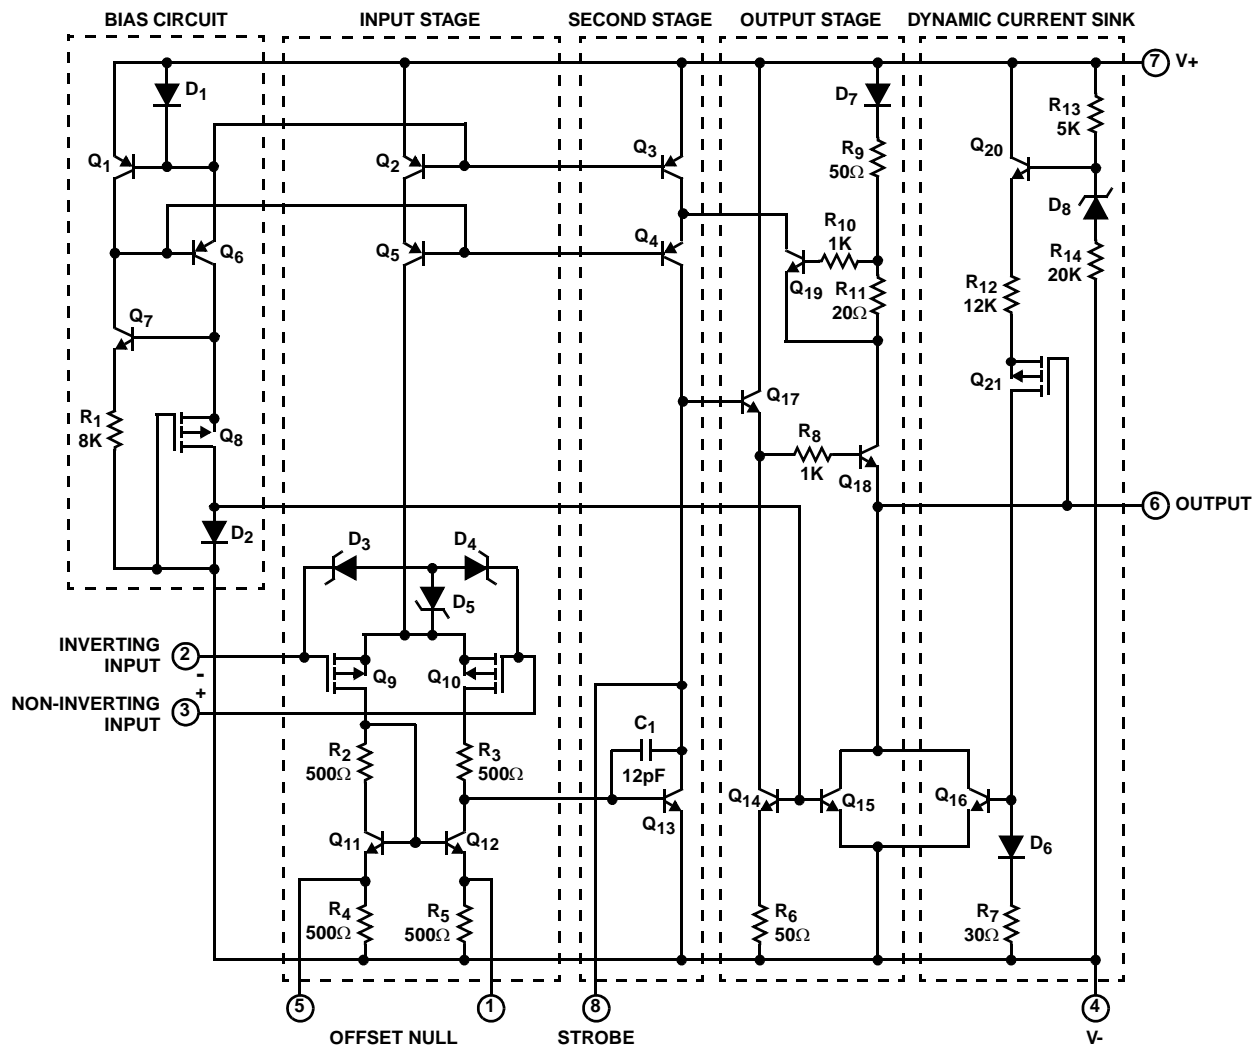 BIAS CIRCUIT
INPUT STAGE
SECOND STAGE
OUTPUT STAGE
DYNAMIC CURRENT SINK
7 V+
D1
D7
R13
5K
Q1
Q2
Q3
R9
50Ω
Q20
D8
Q6
Q5
Q4
R10
1K
R14
20K
Q19
R11
20Ω
R12
12K
Q7
Q21
Q17
R1
8K
Q8
R8
1K
Q18
6 OUTPUT
D2
D3
D4
D5
INVERTING
INPUT
2
-
Q9
Q10
+
NON-INVERTING
INPUT
3
R2
500Ω
R3
500Ω
C1
12pF
Q14
Q15
Q16
Q13
Q11
Q12
D6
R4
500Ω
R5
500Ω
R6
50Ω
R7
30Ω
5
1
8
4
OFFSET NULL
STROBE
V-